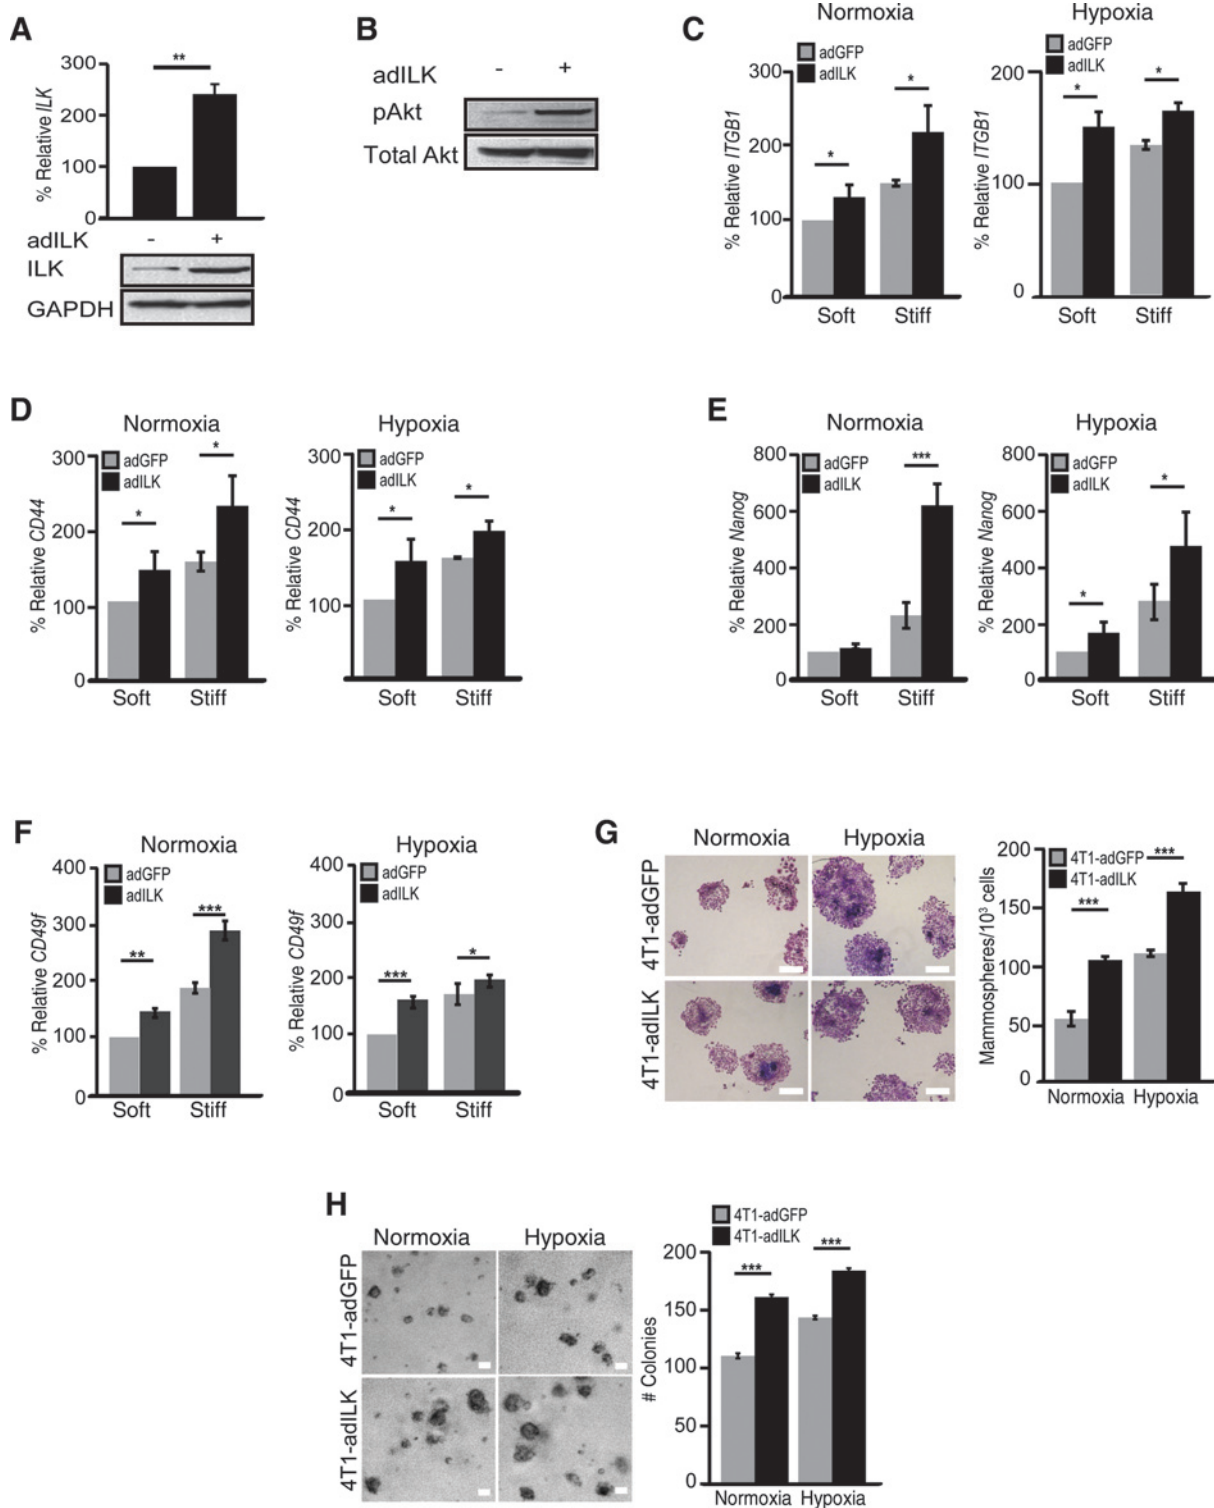 A
% Relative ILK
300
200
100
0
**
adILK - +
ILK
GAPDH
B
adILK - +
pAkt
Total Akt
C
Normoxia
adGFP
adILK
% Relative ITGB1
300
200
100
0
*
*
Soft Stiff
Hypoxia
adGFP
adILK
% Relative ITGB1
200
100
0
*
*
Soft Stiff
D
Normoxia
adGFP
adILK
% Relative CD44
300
200
100
0
*
*
Soft Stiff
Hypoxia
adGFP
adILK
% Relative CD44
300
200
100
0
*
*
Soft Stiff
E
Normoxia
adGFP
adILK
% Relative Nanog
800
600
400
200
0
***
Soft Stiff
Hypoxia
adGFP
adILK
% Relative Nanog
800
600
400
200
0
*
*
Soft Stiff
F
Normoxia
adGFP
adILK
% Relative CD49f
400
300
200
100
0
**
***
Soft Stiff
Hypoxia
adGFP
adILK
% Relative CD49f
400
300
200
100
0
***
*
Soft Stiff
G
Normoxia Hypoxia
4T1-adGFP
4T1-adILK
4T1-adGFP
4T1-adILK
Mammospheres/10³ cells
200
150
100
50
0
***
***
Normoxia Hypoxia
H
Normoxia Hypoxia
4T1-adGFP
4T1-adILK
4T1-adGFP
4T1-adILK
# Colonies
200
150
100
50
0
***
***
Normoxia Hypoxia